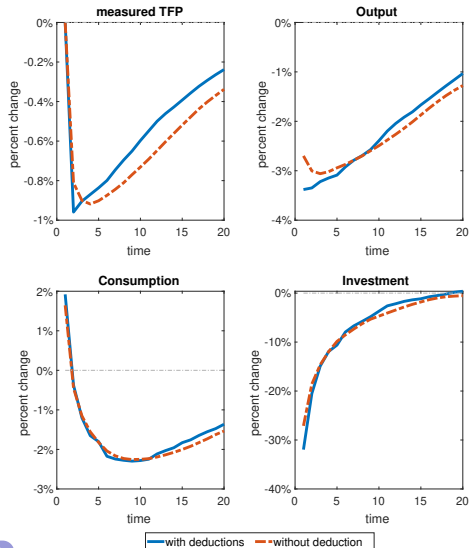 measured TFP
0%
-0.2%
-0.4%
-0.6%
-0.8%
-1%
percent change
0 5 10 15 20
time
Output
0%
-1%
-2%
-3%
-4%
percent change
0 5 10 15 20
time
Consumption
2%
1%
0%
-1%
-2%
-3%
percent change
0 5 10 15 20
time
Investment
0%
-10%
-20%
-30%
-40%
percent change
0 5 10 15 20
time
with deductions without deduction